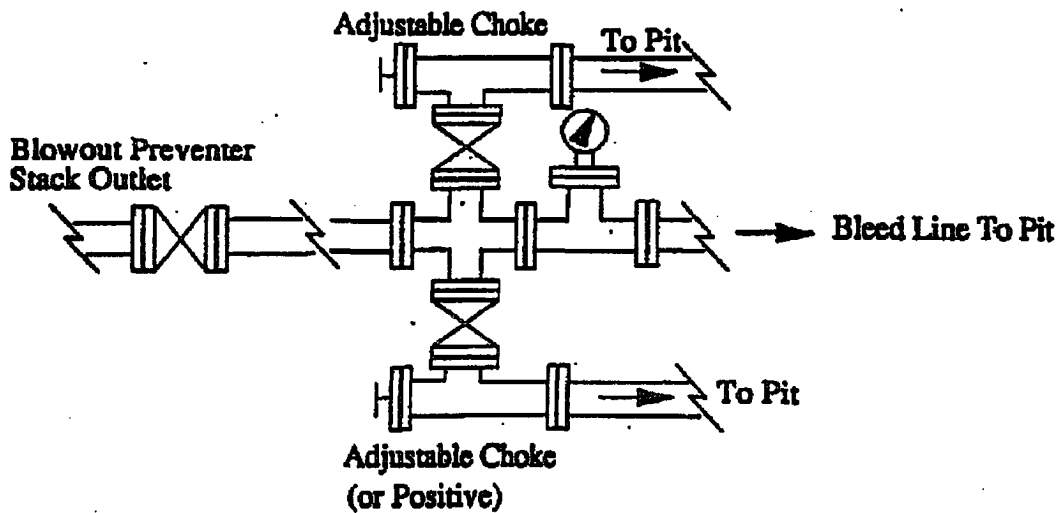 Adjustable Choke
To Pit
Blowout Preventer
Stack Outlet
Bleed Line To Pit
To Pit
Adjustable Choke
(or Positive)